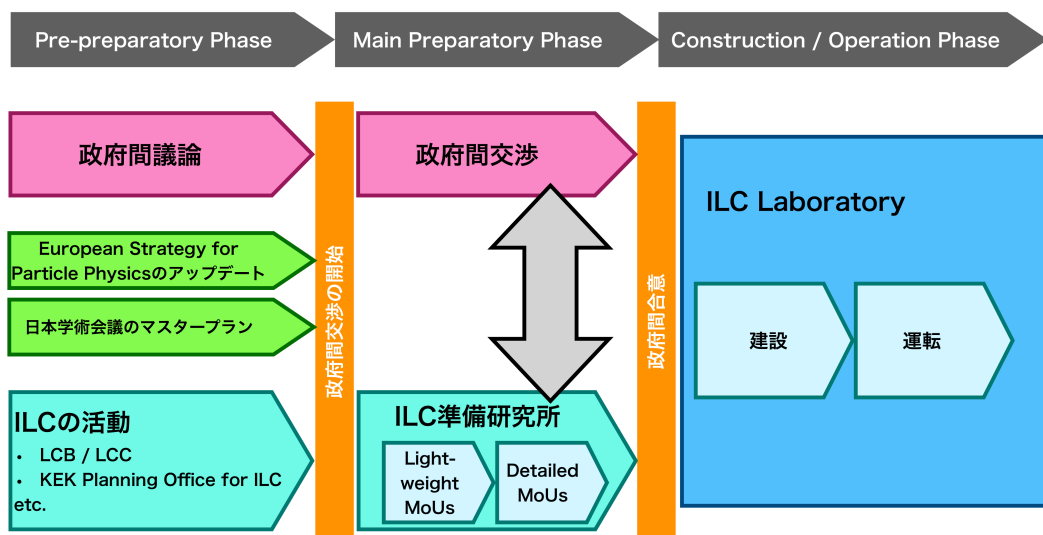 Pre-preparatory Phase
Main Preparatory Phase
Construction / Operation Phase
政府間議論
European Strategy for
Particle Physicsのアップデート
日本学術会議のマスタープラン
ILCの活動
• LCB / LCC
• KEK Planning Office for ILC
etc.
政府間交渉の開始
政府間交渉
ILC準備研究所
Light-
weight
MoUs
Detailed
MoUs
政府間合意
ILC Laboratory
建設
運転